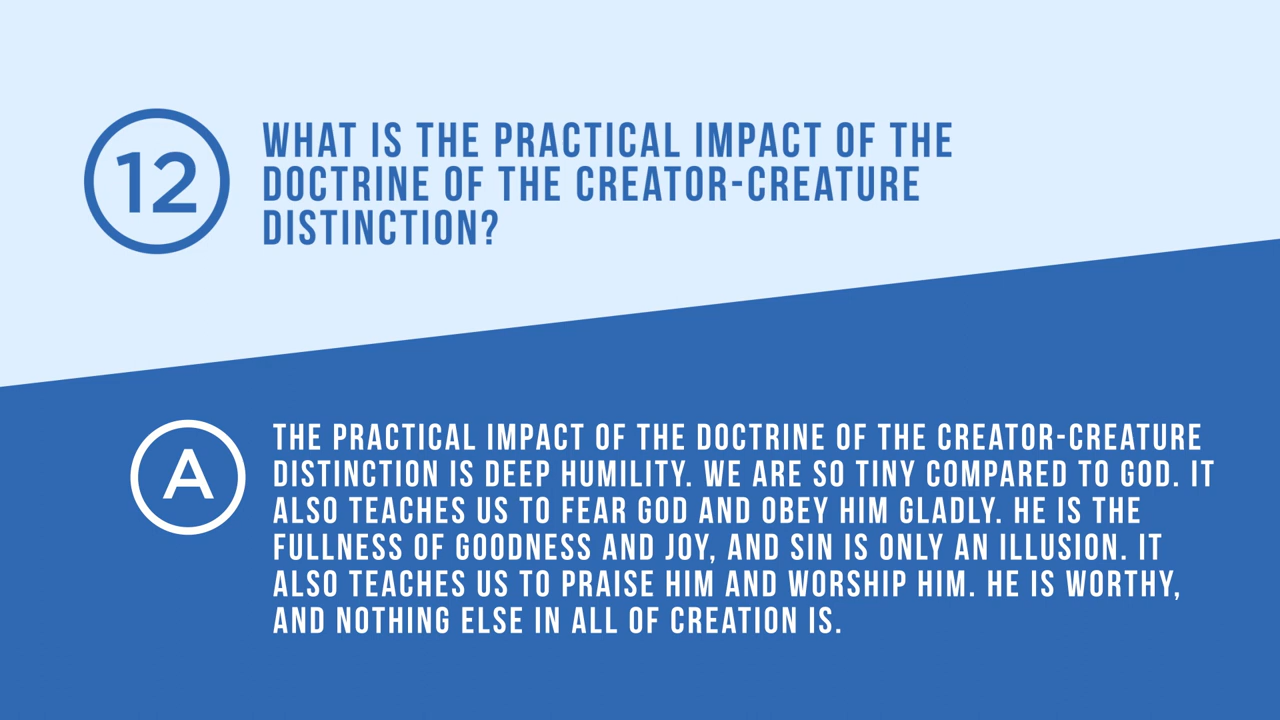 12
WHAT IS THE PRACTICAL IMPACT OF THE
DOCTRINE OF THE CREATOR-CREATURE
DISTINCTION?
A
THE PRACTICAL IMPACT OF THE DOCTRINE OF THE CREATOR-CREATURE
DISTINCTION IS DEEP HUMILITY. WE ARE SO TINY COMPARED TO GOD. IT
ALSO TEACHES US TO FEAR GOD AND OBEY HIM GLADLY. HE IS THE
FULLNESS OF GOODNESS AND JOY, AND SIN IS ONLY AN ILLUSION. IT
ALSO TEACHES US TO PRAISE HIM AND WORSHIP HIM. HE IS WORTHY,
AND NOTHING ELSE IN ALL OF CREATION IS.